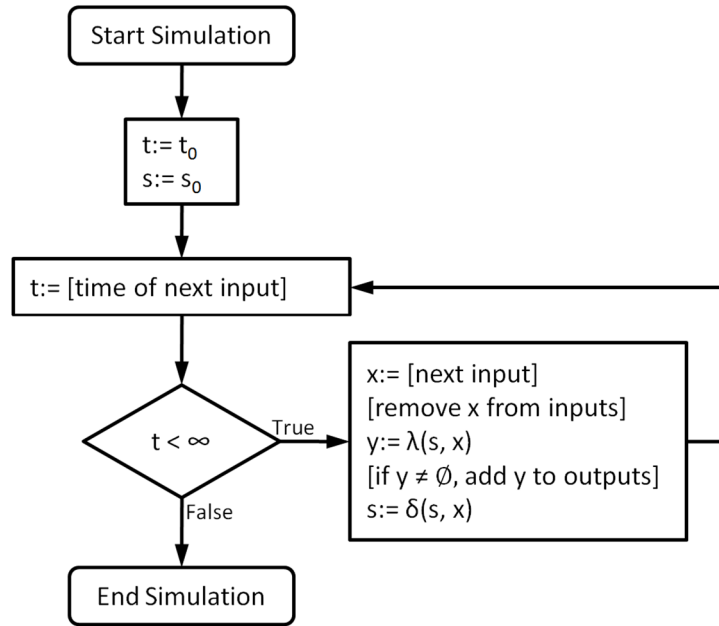 Start Simulation
t:= t₀
s:= s₀
t:= [time of next input]
t < ∞
True
False
x:= [next input]
[remove x from inputs]
y:= λ(s, x)
[if y ≠ Ø, add y to outputs]
s:= δ(s, x)
End Simulation